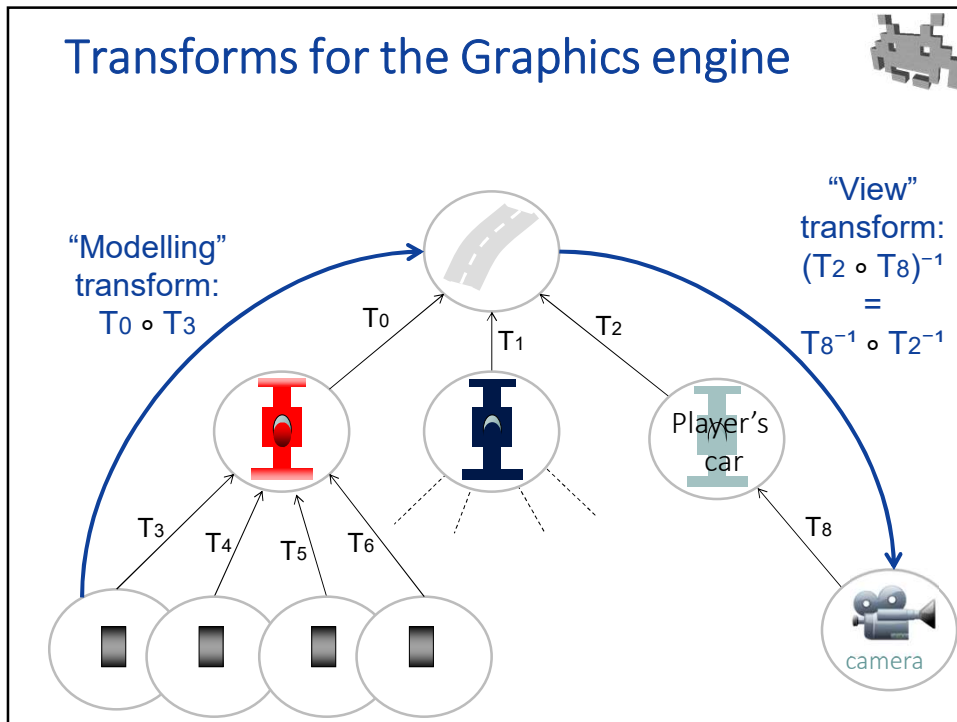 Transforms for the Graphics engine
“Modelling”
transform:
T0 ∘ T3
“View”
transform:
(T2 ∘ T8)⁻¹
=
T8⁻¹ ∘ T2⁻¹
T0
T1
T2
Player's
car
T3
T4
T5
T6
T8
camera